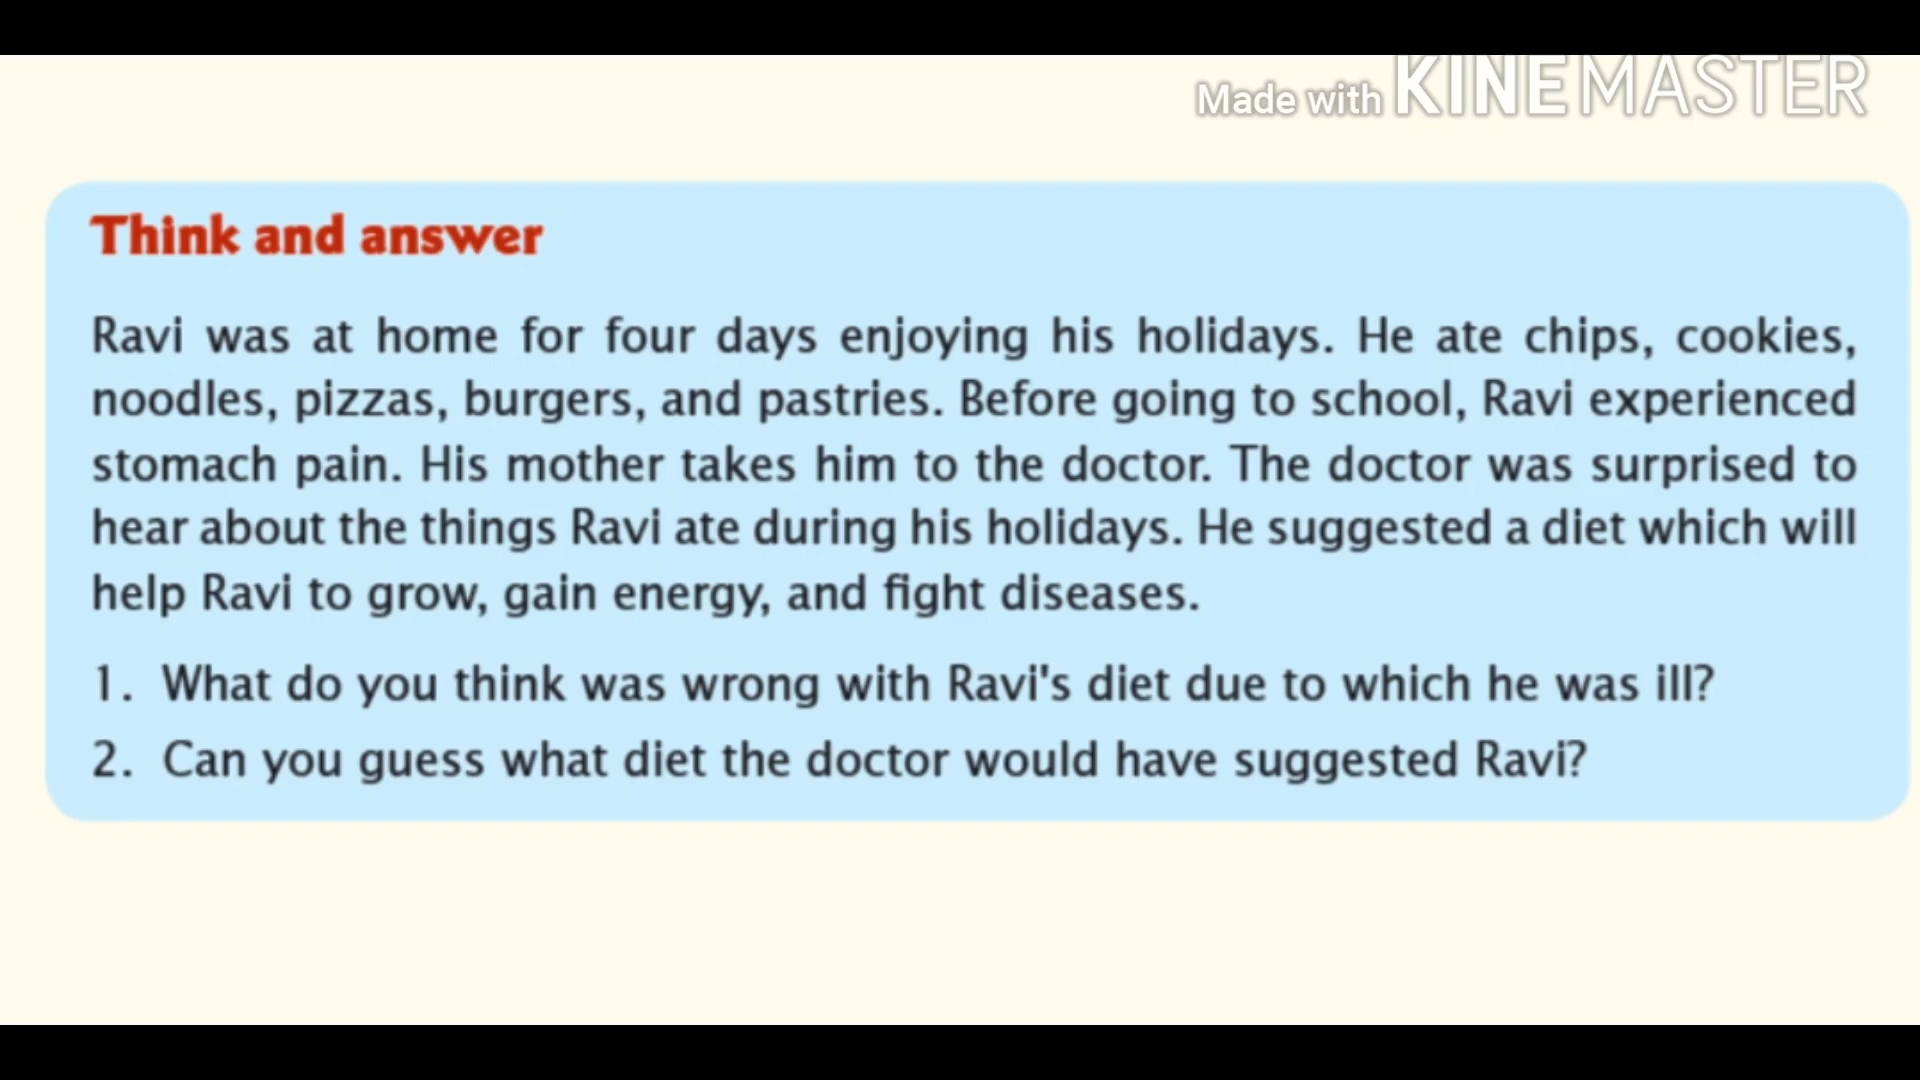 Made with KINEMASTER
Think and answer
Ravi was at home for four days enjoying his holidays. He ate chips, cookies,
noodles, pizzas, burgers, and pastries. Before going to school, Ravi experienced
stomach pain. His mother takes him to the doctor. The doctor was surprised to
hear about the things Ravi ate during his holidays. He suggested a diet which will
help Ravi to grow, gain energy, and fight diseases.
1. What do you think was wrong with Ravi's diet due to which he was ill?
2. Can you guess what diet the doctor would have suggested Ravi?